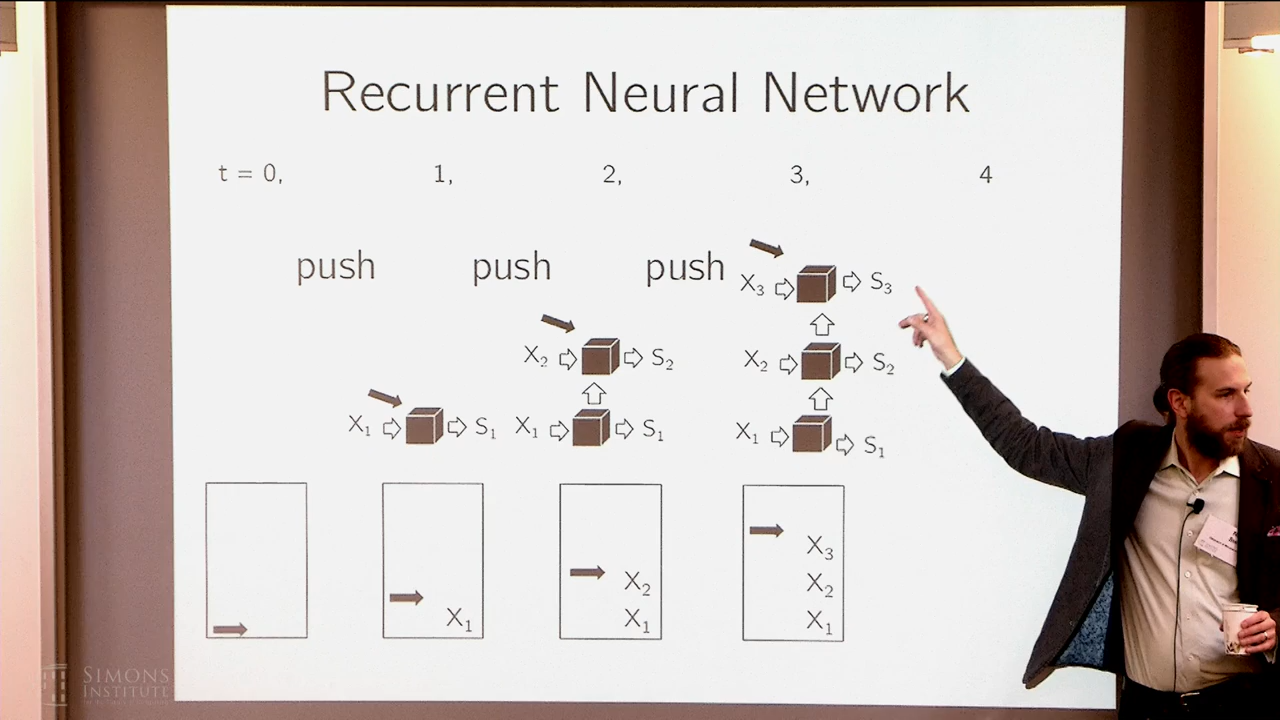 Recurrent Neural Network
t = 0, 1, 2, 3, 4
push push push
X₃ S₃
X₂ S₂ X₂ S₂
X₁ S₁ X₁ S₁ X₁ S₁
X₃
X₂ X₂
X₁ X₁ X₁
SIMONS
INSTITUTE